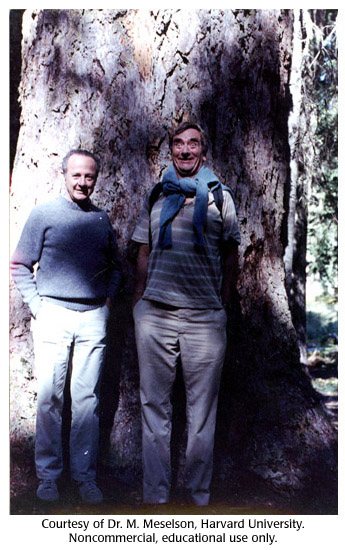 Courtesy of Dr. M. Meselson, Harvard University.
Noncommercial, educational use only.